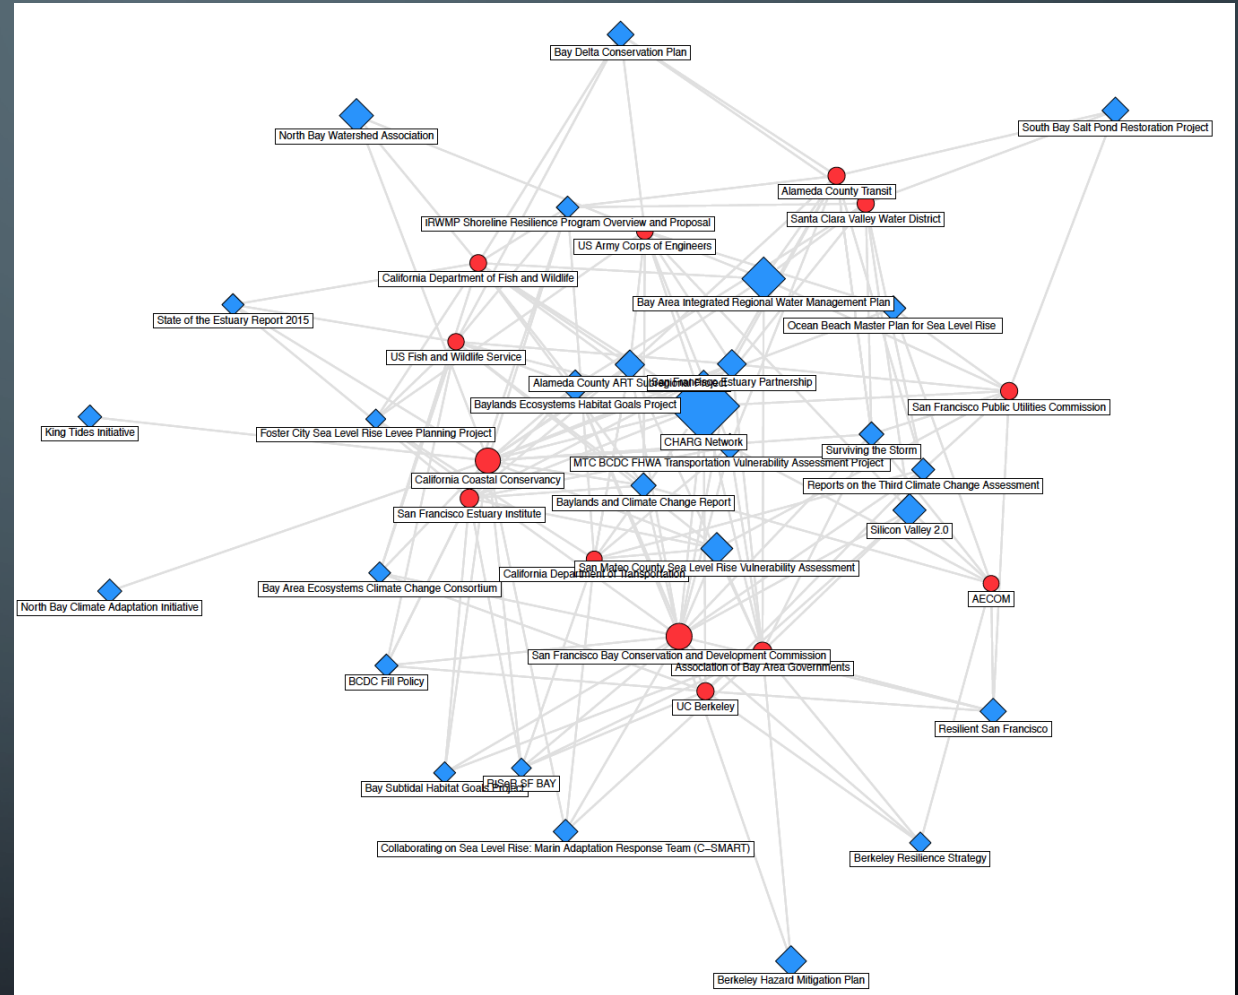 Bay Delta Conservation Plan
South Bay Salt Pond Restoration Project
North Bay Watershed Association
Alameda County Transit
Santa Clara Valley Water District
IRWMP Shoreline Resilience Program Overview and Proposal
US Army Corps of Engineers
California Department of Fish and Wildlife
Bay Area Integrated Regional Water Management Plan
State of the Estuary Report 2015
Ocean Beach Master Plan for Sea Level Rise
US Fish and Wildlife Service
Alameda County ART Subregional Project
San Francisco Estuary Partnership
Baylands Ecosystems Habitat Goals Project
San Francisco Public Utilities Commission
King Tides Initiative
Foster City Sea Level Rise Levee Planning Project
CHARG Network
Surviving the Storm
MTC BCDC FHWA Transportation Vulnerability Assessment Project
California Coastal Conservancy
Reports on the Third Climate Change Assessment
Baylands and Climate Change Report
San Francisco Estuary Institute
Silicon Valley 2.0
San Mateo County Sea Level Rise Vulnerability Assessment
California Department of Transportation
Bay Area Ecosystems Climate Change Consortium
AECOM
North Bay Climate Adaptation Initiative
San Francisco Bay Conservation and Development Commission
Association of Bay Area Governments
BCDC Fill Policy
UC Berkeley
Resilient San Francisco
RISeR SF BAY
Bay Subtidal Habitat Goals Project
Collaborating on Sea Level Rise: Marin Adaptation Response Team (C−SMART)
Berkeley Resilience Strategy
Berkeley Hazard Mitigation Plan